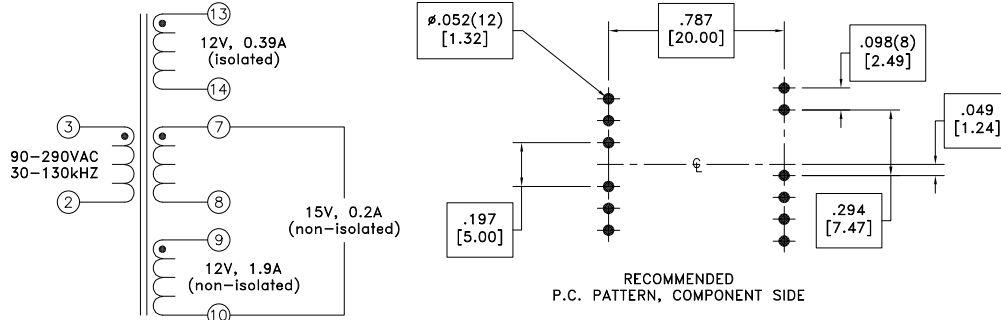 13
12V, 0.39A
(isolated)
14
3
7
90-290VAC
30-130kHZ
2
8
15V, 0.2A
(non-isolated)
9
12V, 1.9A
(non-isolated)
10
ø.052(12)
[1.32]
.787
[20.00]
.098(8)
[2.49]
.049
[1.24]
℄
.197
[5.00]
.294
[7.47]
RECOMMENDED
P.C. PATTERN, COMPONENT SIDE